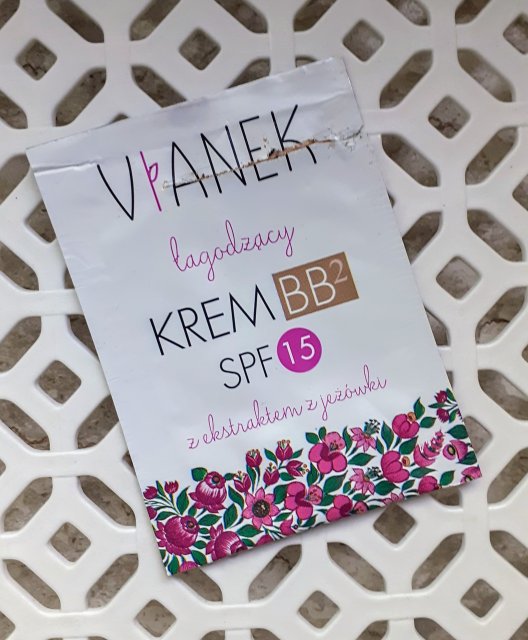 VIANEK
łagodzący
KREM BB2
SPF 15
z ekstraktem z jeżówki